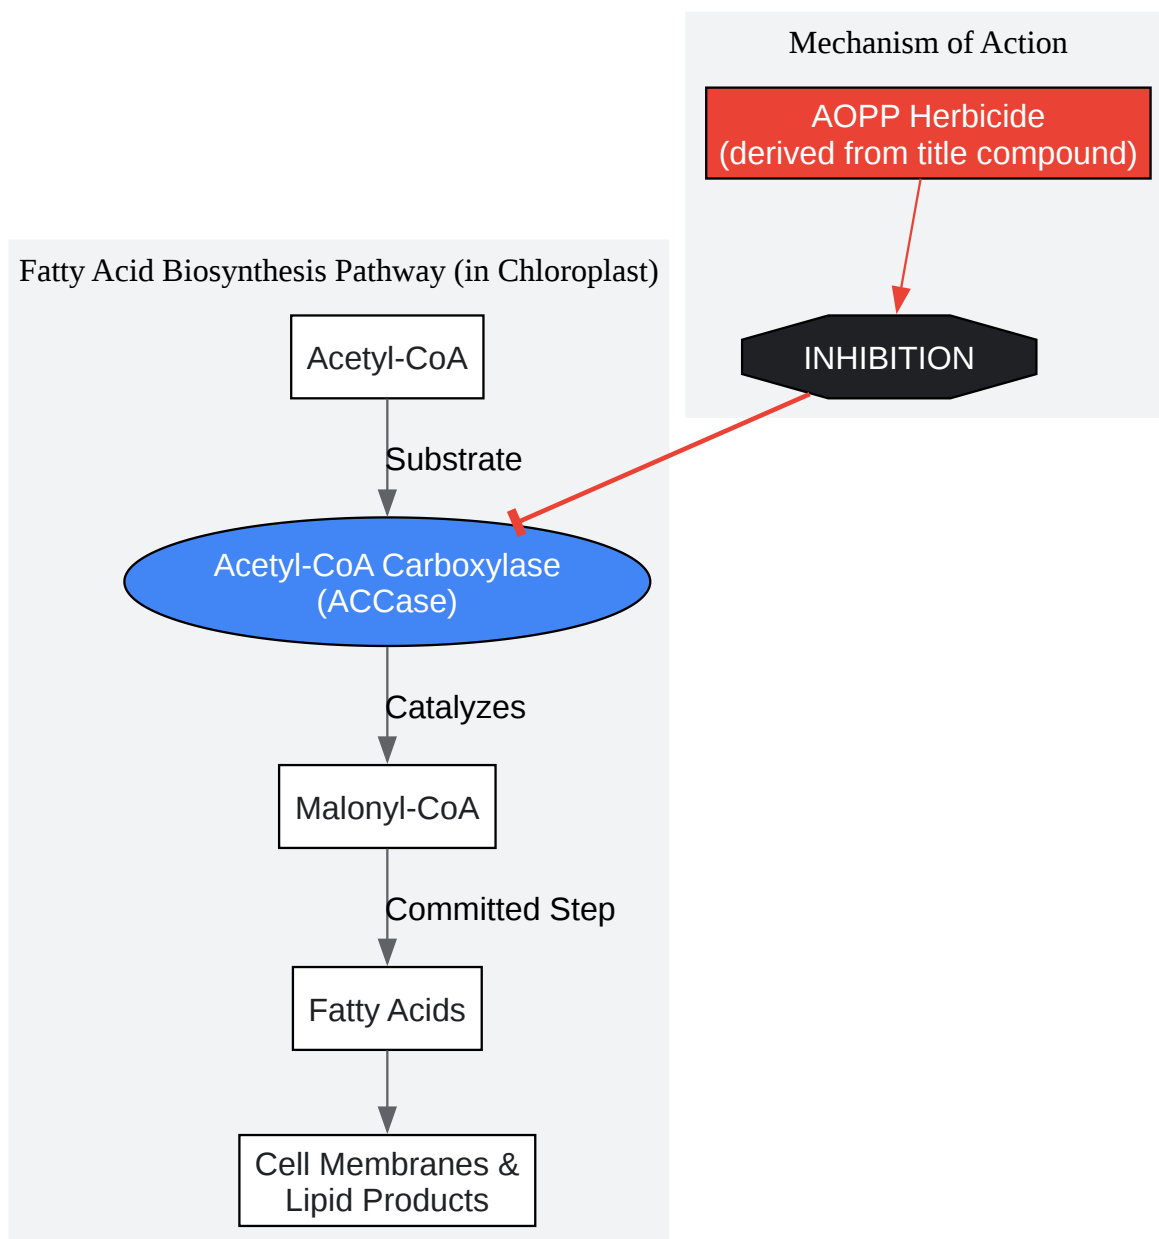 Mechanism of Action
AOPP Herbicide
(derived from title compound)
INHIBITION
Fatty Acid Biosynthesis Pathway (in Chloroplast)
Acetyl-CoA
Substrate
Acetyl-CoA Carboxylase
(ACCase)
Catalyzes
Malonyl-CoA
Committed Step
Fatty Acids
Cell Membranes &
Lipid Products